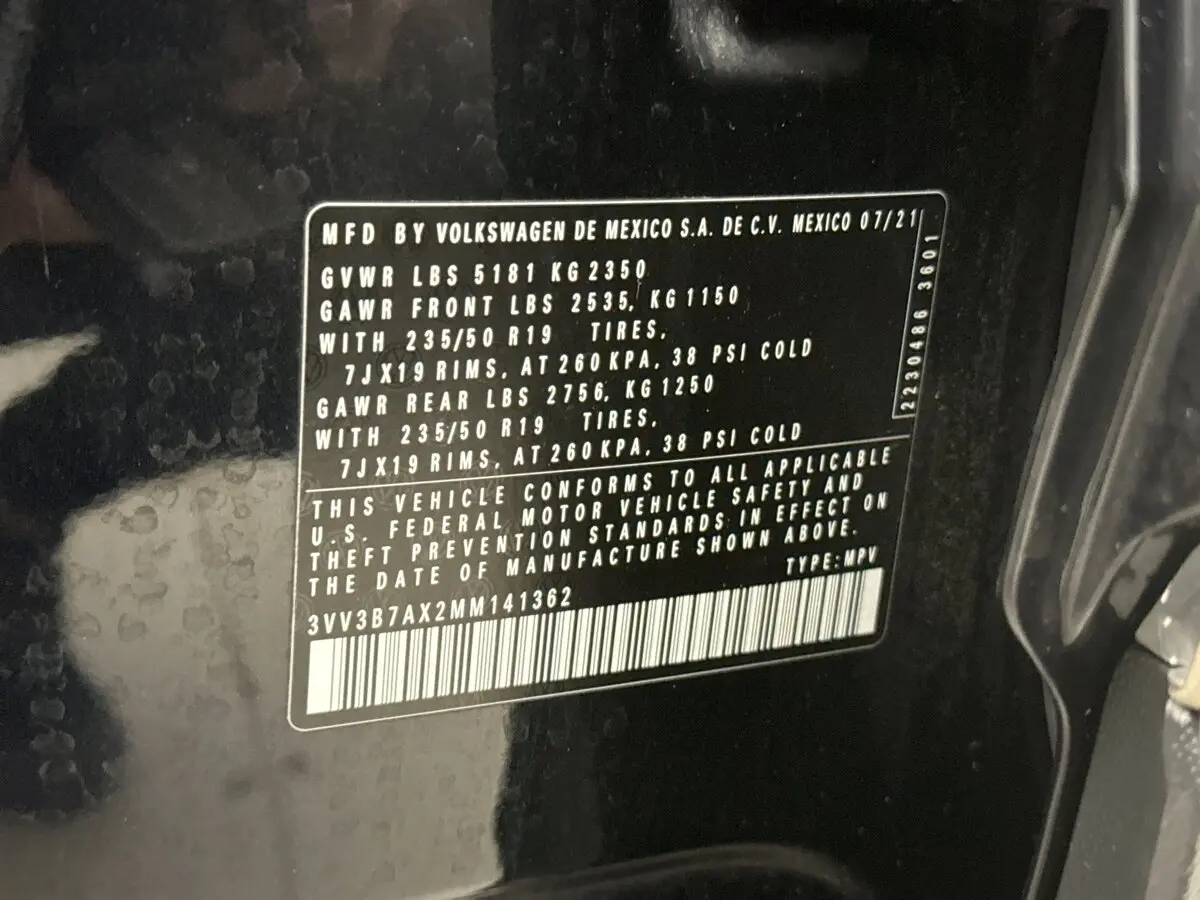 MFD BY VOLKSWAGEN DE MEXICO S.A. DE C.V. MEXICO 07/21
GVWR LBS 5181 KG 2350
GAWR FRONT LBS 2535, KG 1150
WITH 235/50 R19 TIRES,
7JX19 RIMS, AT 260 KPA, 38 PSI COLD
GAWR REAR LBS 2756, KG 1250
WITH 235/50 R19 TIRES,
7JX19 RIMS, AT 260 KPA, 38 PSI COLD
2230486 3601
THIS VEHICLE CONFORMS TO ALL APPLICABLE
U.S. FEDERAL MOTOR VEHICLE SAFETY AND
THEFT PREVENTION STANDARDS IN EFFECT ON
THE DATE OF MANUFACTURE SHOWN ABOVE.
TYPE:MPV
3VV3B7AX2MM141362